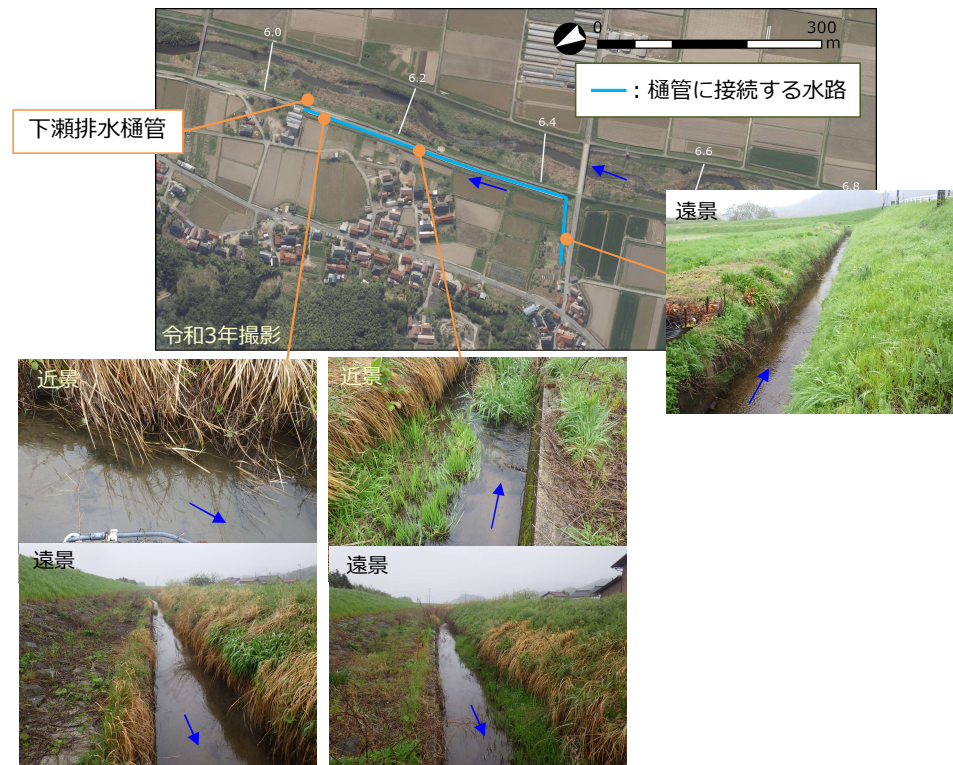 0 300
m
━━：樋管に接続する水路
6.0
6.2
6.4
6.6
6.8
下瀬排水樋管
令和3年撮影
遠景
近景
近景
遠景
遠景